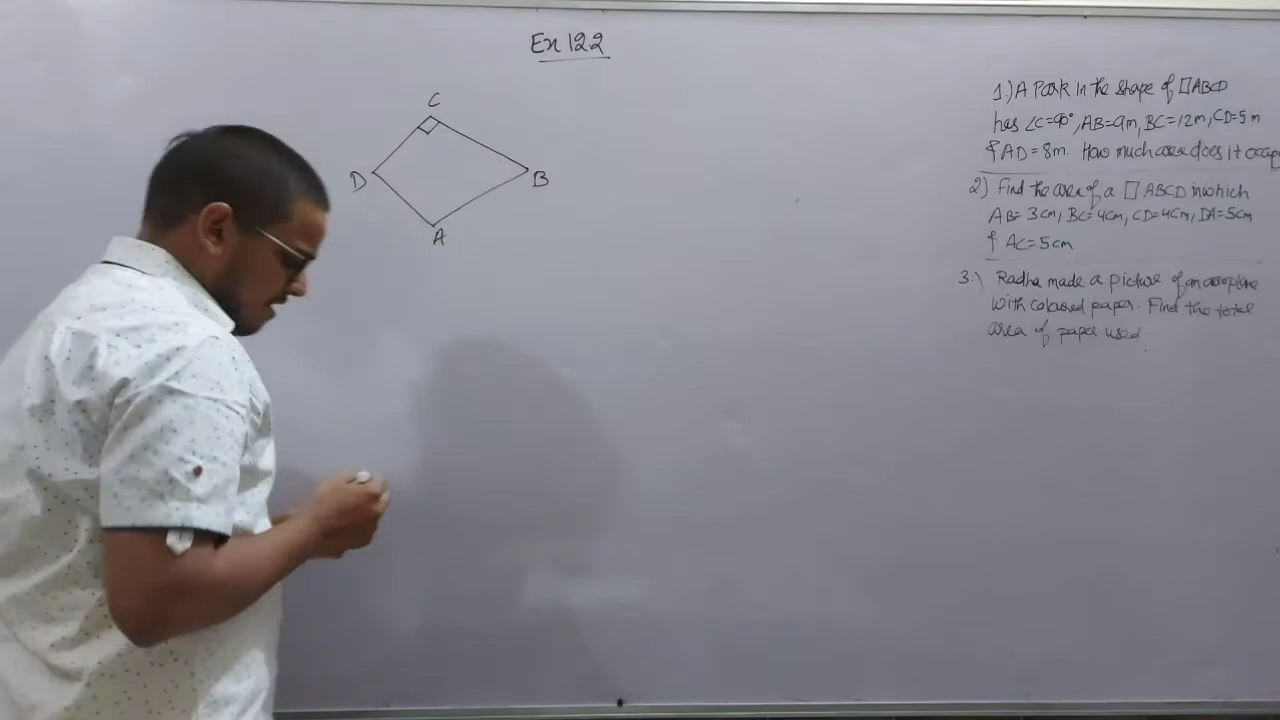 Ex 12.2
C
D
B
A
1.) A Park in the shape of □ABCD
has ∠C=90°, AB=9m, BC=12m, CD=5m
& AD=8m. How much area does it occup
2) Find the area of a □ ABCD in which
AB=3cm, BC=4cm, CD=4cm, DA=5cm
& AC=5cm
3.) Radha made a picture of an aeroplane
with coloured paper. Find the total
area of paper used.